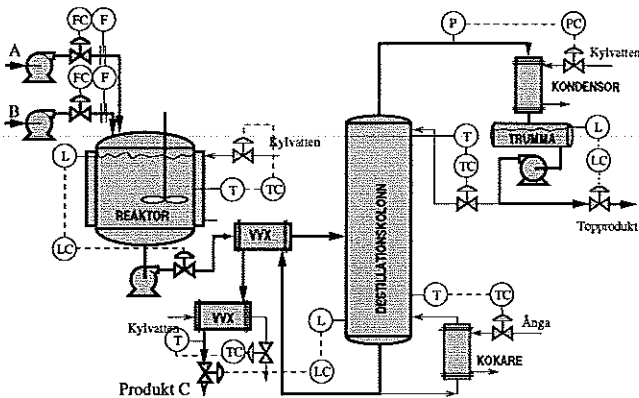 FC F
P PC
A
Kylvatten
FC F
KONDENSOR
B
TRUMMA L
T
L Kylvatten
TC LC
T TC
REAKTOR
Topprodukt
LC VVX
DESTILLATIONSKOLONN
T TC
VVX L Ånga
Kylvatten
T TC LC KOKARE
Produkt C